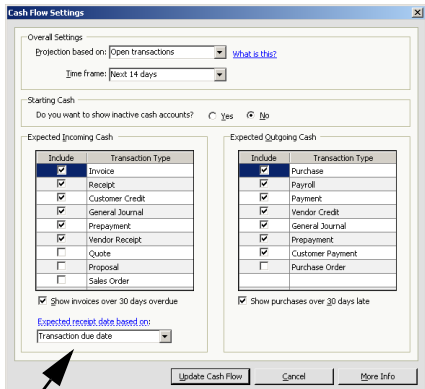 Cash Flow Settings
Overall Settings
Projection based on: Open transactions What is this?
Time frame: Next 14 days
Starting Cash
Do you want to show inactive cash accounts? Yes No
Expected Incoming Cash
Include Transaction Type
Invoice
Receipt
Customer Credit
General Journal
Prepayment
Vendor Receipt
Quote
Proposal
Sales Order
Show invoices over 30 days overdue
Expected receipt date based on:
Transaction due date
Expected Outgoing Cash
Include Transaction Type
Purchase
Payroll
Payment
Vendor Credit
General Journal
Prepayment
Customer Payment
Purchase Order
Show purchases over 30 days late
Update Cash Flow Cancel More Info